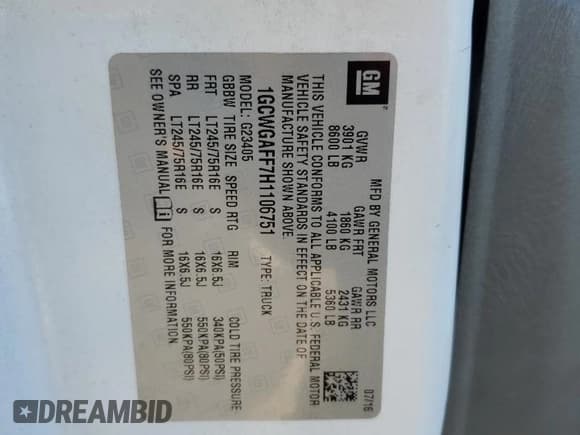 GM
MFD BY GENERAL MOTORS LLC
07/16
GVWR GAWR FRT GAWR RR
3901 KG 1860 KG 2431 KG
8600 LB 4100 LB 5360 LB
THIS VEHICLE CONFORMS TO ALL APPLICABLE U.S. FEDERAL MOTOR
VEHICLE SAFETY STANDARDS IN EFFECT ON THE DATE OF
MANUFACTURE SHOWN ABOVE.
1GCWGAFF7H1106751 TYPE: TRUCK
MODEL: G23405
GBBW TIRE SIZE SPEED RTG RIM COLD TIRE PRESSURE
FRT LT245/75R16E S 16X6.5J 340KPA(50PSI)
RR LT245/75R16E S 16X6.5J 550KPA(80PSI)
SPA LT245/75R16E S 16X6.5J 550KPA(80PSI)
SEE OWNER'S MANUAL FOR MORE INFORMATION.
DREAMBID